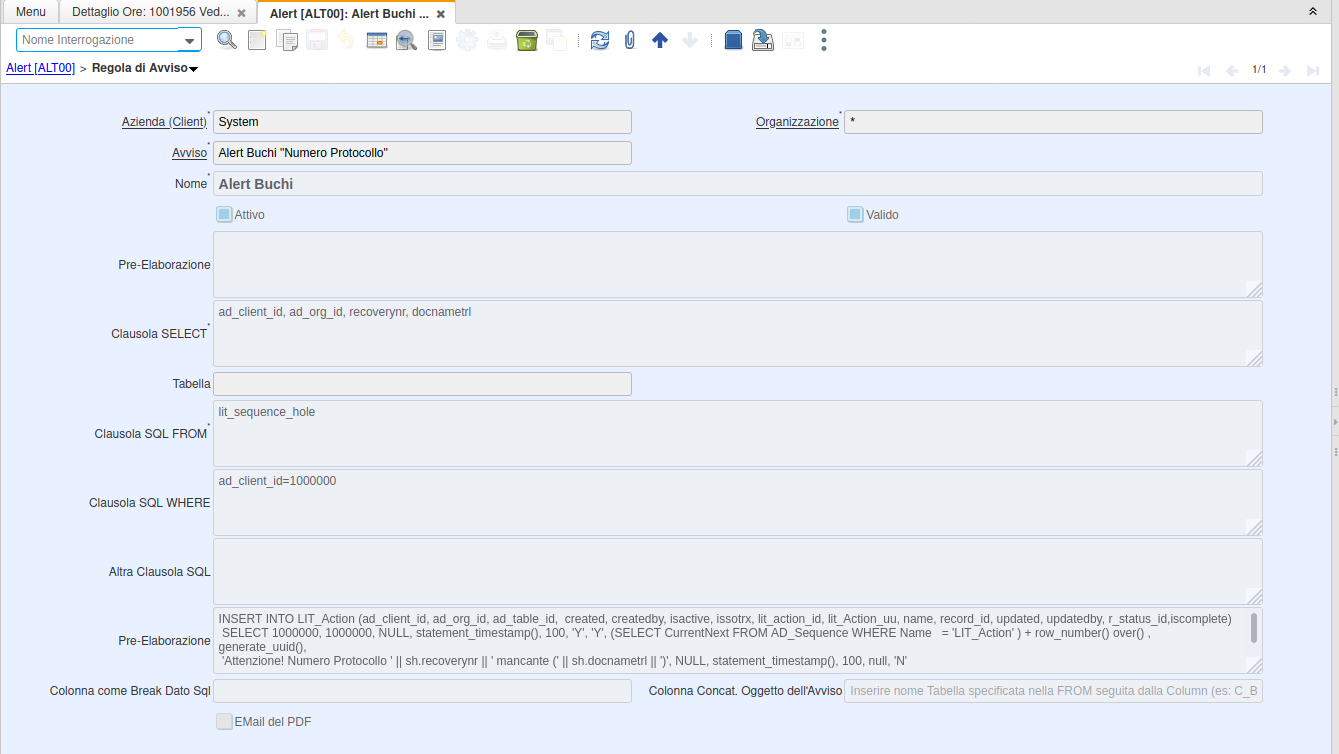 Menu
Dettaglio Ore: 1001956 Ved...
Alert [ALT00]: Alert Buchi ...
Nome Interrogazione
Alert [ALT00] > Regola di Avviso
1/1
Azienda (Client)
System
Organizzazione
*
Avviso
Alert Buchi "Numero Protocollo"
Nome
Alert Buchi
Attivo
Valido
Pre-Elaborazione
Clausola SELECT
ad_client_id, ad_org_id, recoverynr, docnametrl
Tabella
Clausola SQL FROM
lit_sequence_hole
Clausola SQL WHERE
ad_client_id=1000000
Altra Clausola SQL
Pre-Elaborazione
INSERT INTO LIT_Action (ad_client_id, ad_org_id, ad_table_id,  created, createdby, isactive, issotrx, lit_action_id, lit_Action_uu, name, record_id, updated, updatedby, r_status_id,iscomplete)
SELECT 1000000, 1000000, NULL, statement_timestamp(), 100, 'Y', 'Y', (SELECT CurrentNext FROM AD_Sequence WHERE Name   = 'LIT_Action' ) + row_number() over() ,
generate_uuid(),
'Attenzione! Numero Protocollo ' || sh.recoverynr || ' mancante (' || sh.docnametrl || ')', NULL, statement_timestamp(), 100, null, 'N'
Colonna come Break Dato Sql
Colonna Concat. Oggetto dell'Avviso
Inserire nome Tabella specificata nella FROM seguita dalla Column (es: C_B
EMail del PDF